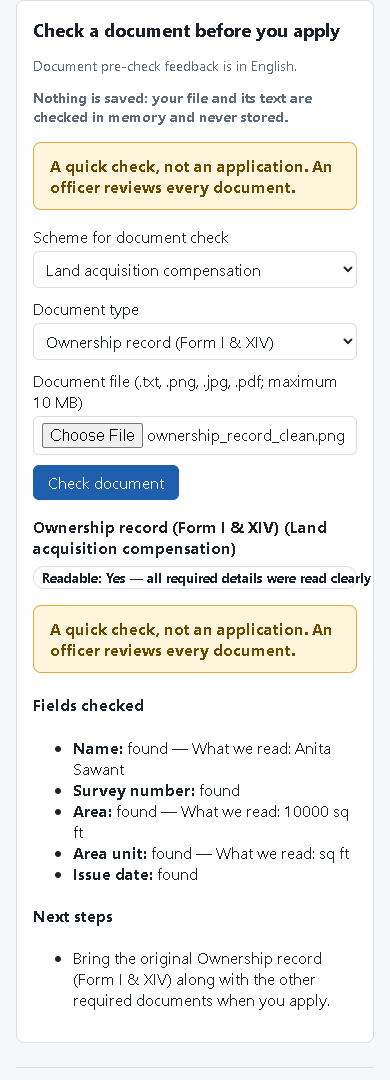 Check a document before you apply
Document pre-check feedback is in English.
Nothing is saved: your file and its text are
checked in memory and never stored.
A quick check, not an application. An
officer reviews every document.
Scheme for document check
Land acquisition compensation
Document type
Ownership record (Form I & XIV)
Document file (.txt, .png, .jpg, .pdf; maximum
10 MB)
Choose File ownership_record_clean.png
Check document
Ownership record (Form I & XIV) (Land
acquisition compensation)
Readable: Yes — all required details were read clearly
A quick check, not an application. An
officer reviews every document.
Fields checked
• Name: found — What we read: Anita
Sawant
• Survey number: found
• Area: found — What we read: 10000 sq
ft
• Area unit: found — What we read: sq ft
• Issue date: found
Next steps
• Bring the original Ownership record
(Form I & XIV) along with the other
required documents when you apply.